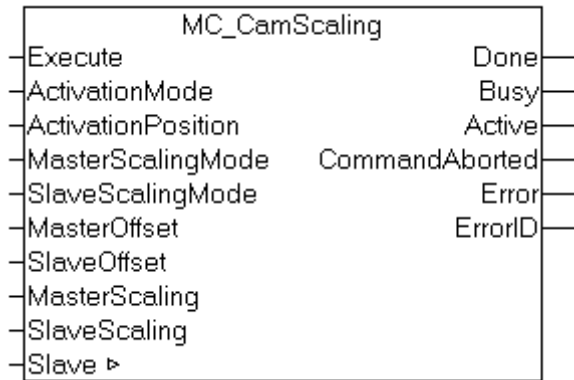 MC_CamScaling
Execute Done
ActivationMode Busy
ActivationPosition Active
MasterScalingMode CommandAborted
SlaveScalingMode Error
MasterOffset ErrorID
SlaveOffset
MasterScaling
SlaveScaling
Slave ▹